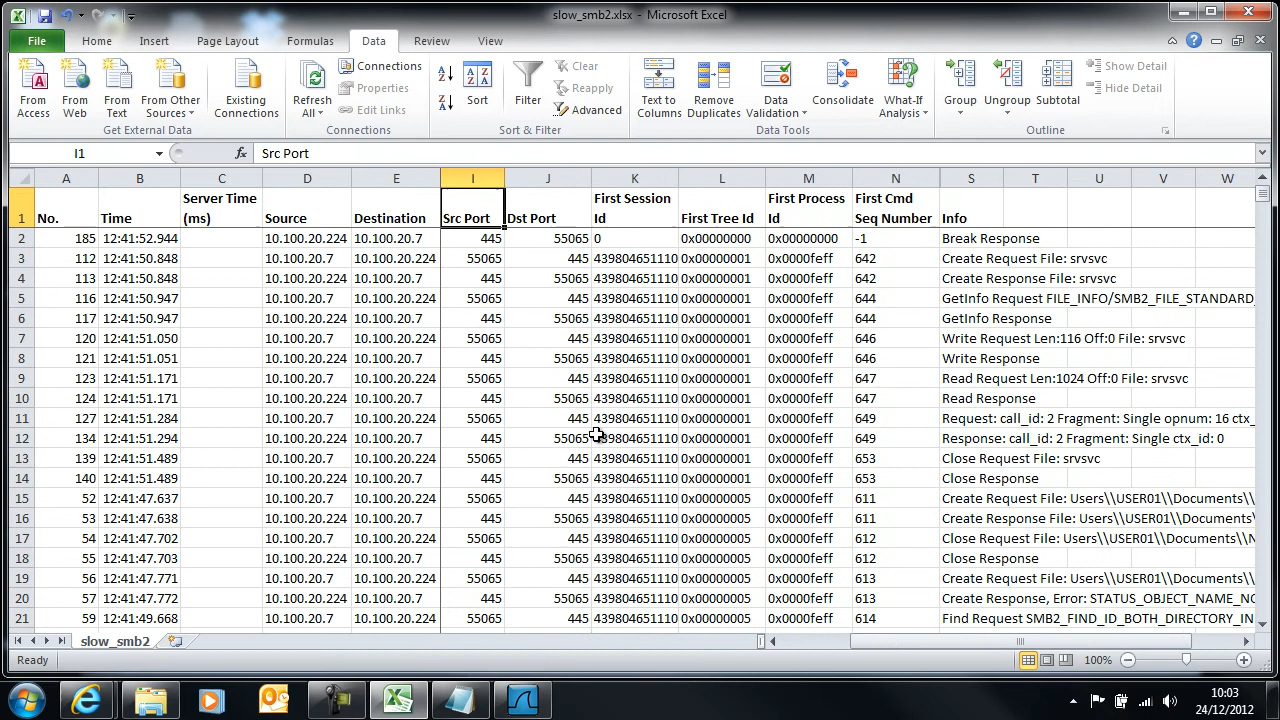 slow_smb2.xlsx - Microsoft Excel
File Home Insert Page Layout Formulas Data Review View
From Access
From Web
From Text
From Other Sources
Existing Connections
Get External Data
Refresh All
Connections
Properties
Edit Links
Connections
Sort
Filter
Clear
Reapply
Advanced
Sort & Filter
Text to Columns
Remove Duplicates
Data Validation
Consolidate
What-If Analysis
Data Tools
Group
Ungroup
Subtotal
Show Detail
Hide Detail
Outline
I1 fx Src Port
A B C D E I J K L M N S T U V W
1 No. Time Server Time (ms) Source Destination Src Port Dst Port First Session Id First Tree Id First Process Id First Cmd Seq Number Info
2 185 12:41:52.944 10.100.20.224 10.100.20.7 445 55065 0 0x00000000 0x00000000 -1 Break Response
3 112 12:41:50.848 10.100.20.7 10.100.20.224 55065 445 439804651110 0x00000001 0x0000feff 642 Create Request File: srvsvc
4 113 12:41:50.848 10.100.20.224 10.100.20.7 445 55065 439804651110 0x00000001 0x0000feff 642 Create Response File: srvsvc
5 116 12:41:50.947 10.100.20.7 10.100.20.224 55065 445 439804651110 0x00000001 0x0000feff 644 GetInfo Request FILE_INFO/SMB2_FILE_STANDARD_
6 117 12:41:50.947 10.100.20.224 10.100.20.7 445 55065 439804651110 0x00000001 0x0000feff 644 GetInfo Response
7 120 12:41:51.050 10.100.20.7 10.100.20.224 55065 445 439804651110 0x00000001 0x0000feff 646 Write Request Len:116 Off:0 File: srvsvc
8 121 12:41:51.051 10.100.20.224 10.100.20.7 445 55065 439804651110 0x00000001 0x0000feff 646 Write Response
9 123 12:41:51.171 10.100.20.7 10.100.20.224 55065 445 439804651110 0x00000001 0x0000feff 647 Read Request Len:1024 Off:0 File: srvsvc
10 124 12:41:51.171 10.100.20.224 10.100.20.7 445 55065 439804651110 0x00000001 0x0000feff 647 Read Response
11 127 12:41:51.284 10.100.20.7 10.100.20.224 55065 445 439804651110 0x00000001 0x0000feff 649 Request: call_id: 2 Fragment: Single opnum: 16 ctx_
12 134 12:41:51.294 10.100.20.224 10.100.20.7 445 55065 439804651110 0x00000001 0x0000feff 649 Response: call_id: 2 Fragment: Single ctx_id: 0
13 139 12:41:51.489 10.100.20.7 10.100.20.224 55065 445 439804651110 0x00000001 0x0000feff 653 Close Request File: srvsvc
14 140 12:41:51.489 10.100.20.224 10.100.20.7 445 55065 439804651110 0x00000001 0x0000feff 653 Close Response
15 52 12:41:47.637 10.100.20.7 10.100.20.224 55065 445 439804651110 0x00000005 0x0000feff 611 Create Request File: Users\\USER01\\Documents\\
16 53 12:41:47.638 10.100.20.224 10.100.20.7 445 55065 439804651110 0x00000005 0x0000feff 611 Create Response File: Users\\USER01\\Documents\\
17 54 12:41:47.702 10.100.20.7 10.100.20.224 55065 445 439804651110 0x00000005 0x0000feff 612 Close Request File: Users\\USER01\\Documents\\N
18 55 12:41:47.703 10.100.20.224 10.100.20.7 445 55065 439804651110 0x00000005 0x0000feff 612 Close Response
19 56 12:41:47.771 10.100.20.7 10.100.20.224 55065 445 439804651110 0x00000005 0x0000feff 613 Create Request File: Users\\USER01\\Documents\\
20 57 12:41:47.772 10.100.20.224 10.100.20.7 445 55065 439804651110 0x00000005 0x0000feff 613 Create Response, Error: STATUS_OBJECT_NAME_NO
21 59 12:41:49.668 10.100.20.7 10.100.20.224 55065 445 439804651110 0x00000005 0x0000feff 614 Find Request SMB2_FIND_ID_BOTH_DIRECTORY_IN
slow_smb2
Ready 100%
10:03
24/12/2012